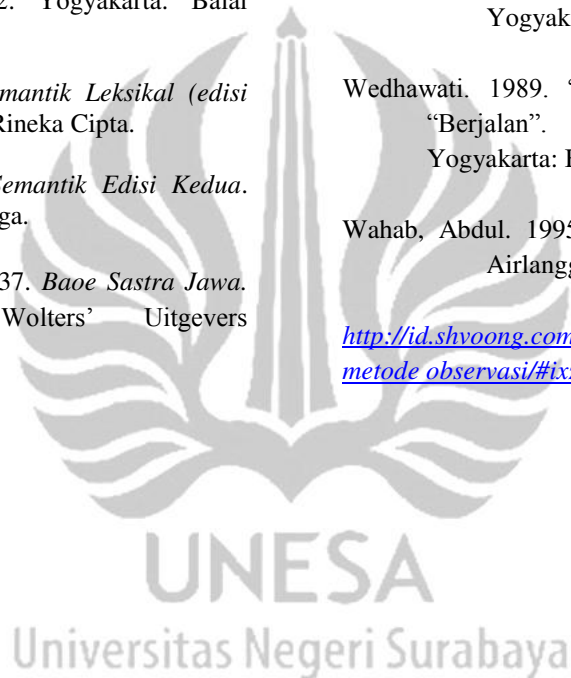 2. Yogyakarta. Balai
mantik Leksikal (edisi
Rineka Cipta.
Semantik Edisi Kedua.
ga.
37. Baoe Sastra Jawa.
Wolters’ Uitgevers
Yogyak
Wedhawati. 1989. “
“Berjalan”.
Yogyakarta:
Wahab, Abdul. 1995
Airlangg
http://id.shvoong.com
metode observasi/#ix
UNESA
Universitas Negeri Surabaya